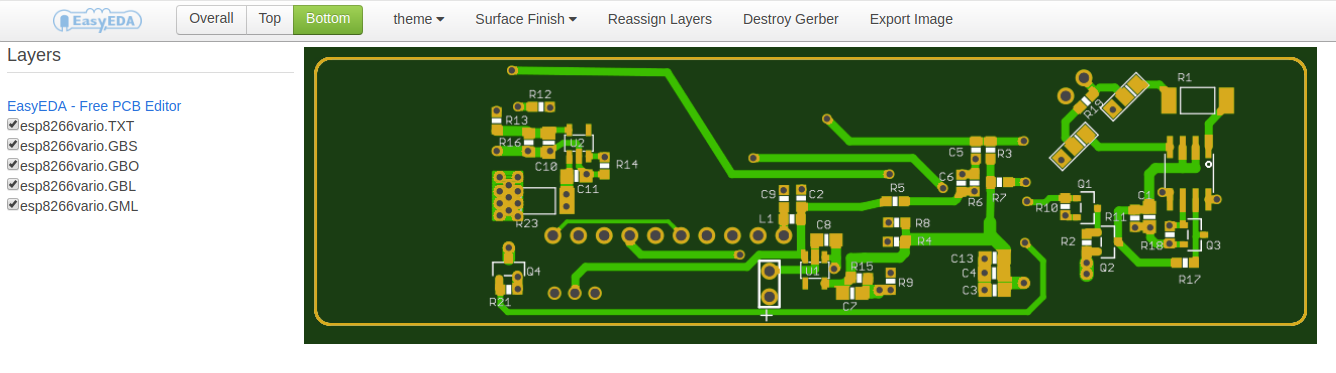 EasyEDA
Overall Top Bottom theme Surface Finish Reassign Layers Destroy Gerber Export Image
Layers
EasyEDA - Free PCB Editor
esp8266vario.TXT
esp8266vario.GBS
esp8266vario.GBO
esp8266vario.GBL
esp8266vario.GML
R12
R13
R16
U2
C10
R14
C11
R23
Q4
R21
C9
C2
L1
C8
U1
R15
C7
R9
R5
R8
R4
C5
R3
C6
R6
R7
C13
C4
C3
R19
R1
Q1
R10
R11
C1
R2
Q2
R18
Q3
R17
+